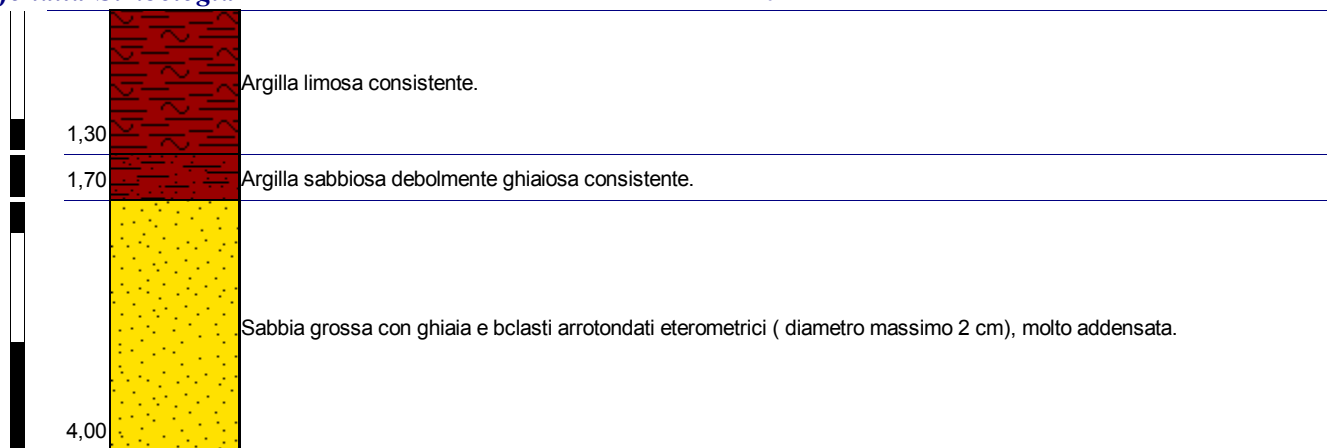 Argilla limosa consistente.
1,30
1,70 Argilla sabbiosa debolmente ghiaiosa consistente.
Sabbia grossa con ghiaia e bclasti arrotondati eterometrici ( diametro massimo 2 cm), molto addensata.
4,00